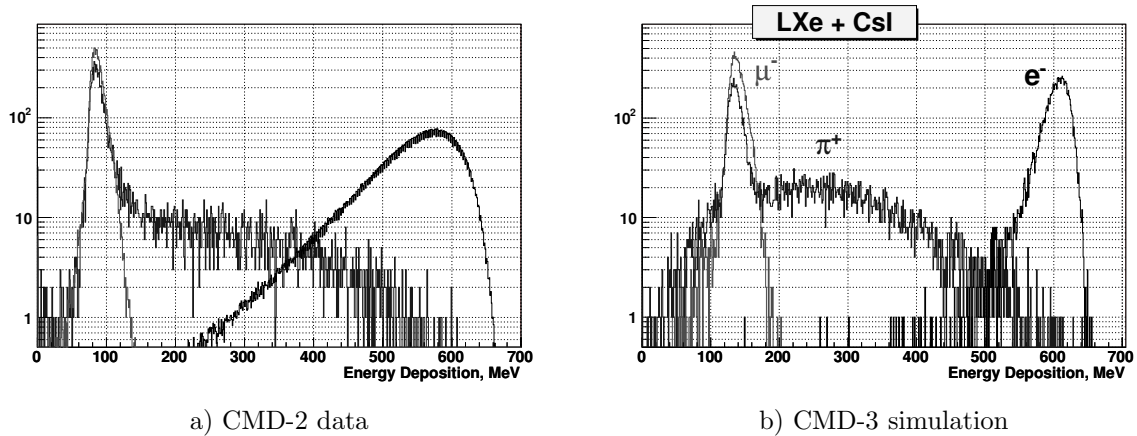 LXe + CsI
10²
10
1
0 100 200 300 400 500 600 700
Energy Deposition, MeV
a) CMD-2 data
μ⁻
e⁻
π⁺
10²
10
1
0 100 200 300 400 500 600 700
Energy Deposition, MeV
b) CMD-3 simulation